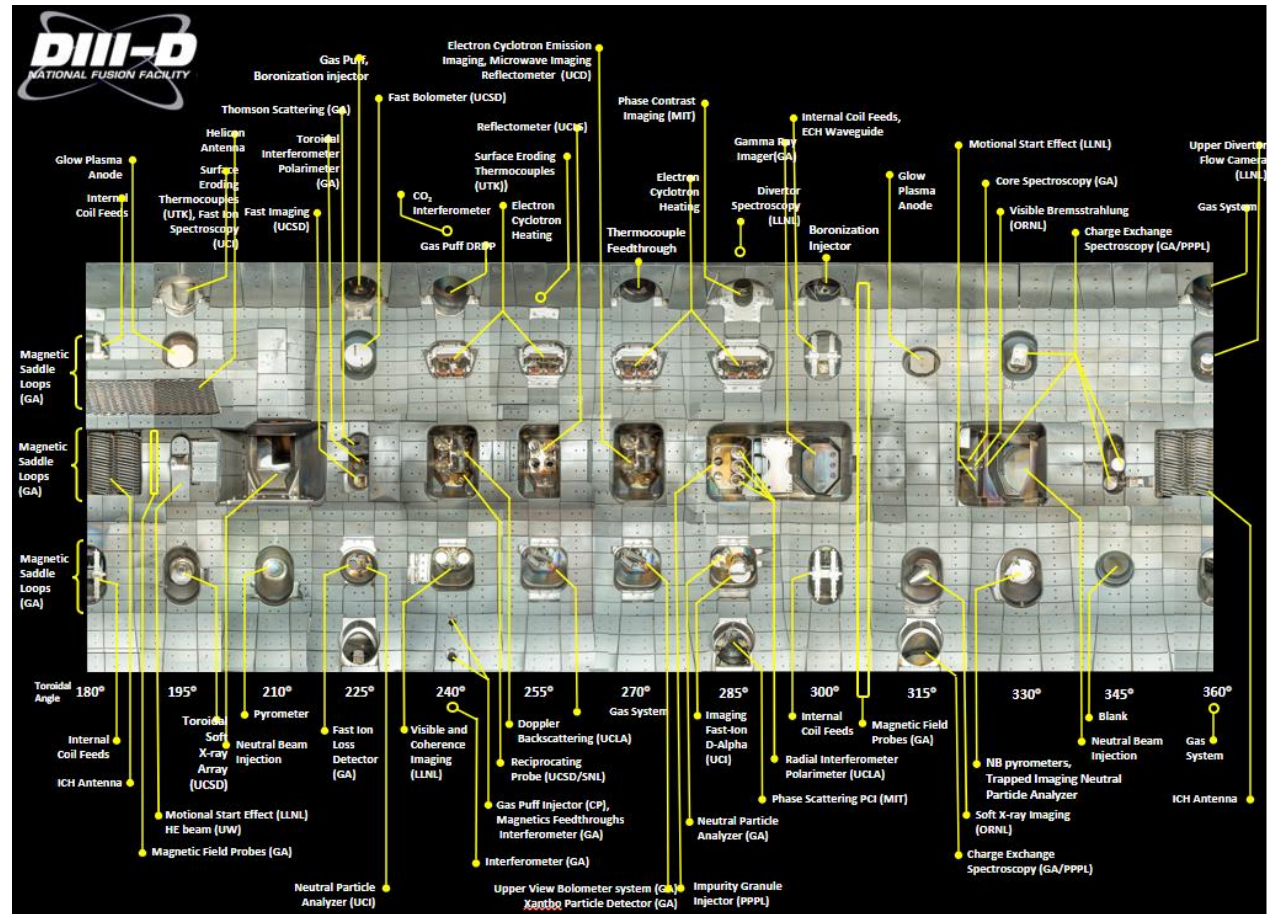 DIII-D
NATIONAL FUSION FACILITY
Gas Puff,
Boronization injector
Electron Cyclotron Emission
Imaging, Microwave Imaging
Reflectometer (UCD)
Fast Bolometer (UCSD)
Thomson Scattering (GA)
Phase Contrast
Imaging (MIT)
Internal Coil Feeds,
ECH Waveguide
Helicon
Antenna
Toroidal
Interferometer
Polarimeter
(GA)
Reflectometer (UCLS)
Gamma Ray
Imager(GA)
Motional Start Effect (LLNL)
Upper Divertor
Flow Camera
(LLNL)
Glow Plasma
Anode
Surface
Eroding
Thermocouples
(UTK), Fast Ion
Spectroscopy
(UCI)
Surface Eroding
Thermocouples
(UTK))
Electron
Cyclotron
Heating
Divertor
Spectroscopy
(LLNL)
Glow
Plasma
Anode
Core Spectroscopy (GA)
Internal
Coil Feeds
Fast Imaging
(UCSD)
CO2
Interferometer
Electron
Cyclotron
Heating
Visible Bremsstrahlung
(ORNL)
Gas System
Gas Puff DRDP
Thermocouple
Feedthrough
Boronization
Injector
Charge Exchange
Spectroscopy (GA/PPPL)
Magnetic
Saddle
Loops
(GA)
Magnetic
Saddle
Loops
(GA)
Magnetic
Saddle
Loops
(GA)
Toroidal
Angle
180° 195° 210° 225° 240° 255° 270° 285° 300° 315° 330° 345° 360°
Internal
Coil Feeds
Toroidal
Soft
X-ray
Array
(UCSD)
Pyrometer
Neutral Beam
Injection
Fast Ion
Loss
Detector
(GA)
Visible and
Coherence
Imaging
(LLNL)
Doppler
Backscattering (UCLA)
Gas System
Imaging
Fast-Ion
D-Alpha
(UCI)
Internal
Coil Feeds
Magnetic Field
Probes (GA)
Blank
Neutral Beam
Injection
Gas
System
ICH Antenna
Reciprocating
Probe (UCSD/SNL)
Radial Interferometer
Polarimeter (UCLA)
NB pyrometers,
Trapped Imaging Neutral
Particle Analyzer
Motional Start Effect (LLNL)
HE beam (UW)
Gas Puff Injector (CP),
Magnetics Feedthroughs
Interferometer (GA)
Phase Scattering PCI (MIT)
ICH Antenna
Neutral Particle
Analyzer (GA)
Soft X-ray Imaging
(ORNL)
Magnetic Field Probes (GA)
Interferometer (GA)
Charge Exchange
Spectroscopy (GA/PPPL)
Neutral Particle
Analyzer (UCI)
Upper View Bolometer system (GA)
Xantho Particle Detector (GA)
Impurity Granule
Injector (PPPL)